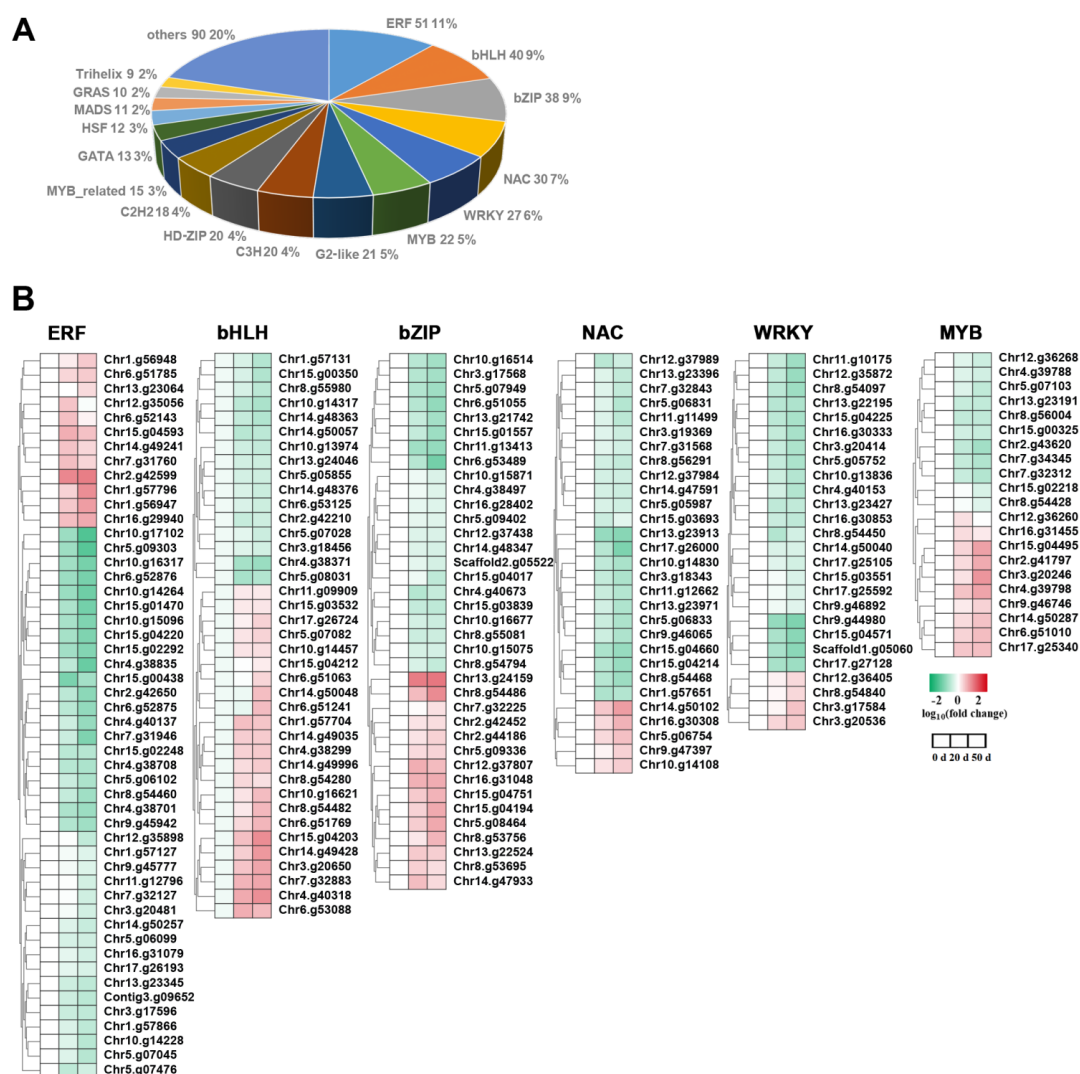 A
others 90 20%
ERF 51 11%
bHLH 40 9%
bZIP 38 9%
NAC 30 7%
WRKY 27 6%
MYB 22 5%
G2-like 21 5%
C3H 20 4%
HD-ZIP 20 4%
C2H2 18 4%
MYB_related 15 3%
GATA 13 3%
HSF 12 3%
MADS 11 2%
GRAS 10 2%
Trihelix 9 2%
B
ERF
Chr1.g56948
Chr6.g51785
Chr13.g23064
Chr12.g35056
Chr6.g52143
Chr15.g04593
Chr14.g49241
Chr7.g31760
Chr2.g42599
Chr1.g57796
Chr1.g56947
Chr16.g29940
Chr10.g17102
Chr5.g09303
Chr10.g16317
Chr6.g52876
Chr10.g14264
Chr15.g01470
Chr10.g15096
Chr15.g04220
Chr15.g02292
Chr4.g38835
Chr15.g00438
Chr2.g42650
Chr6.g52875
Chr4.g40137
Chr7.g31946
Chr15.g02248
Chr4.g38708
Chr5.g06102
Chr8.g54460
Chr4.g38701
Chr9.g45942
Chr12.g35898
Chr1.g57127
Chr9.g45777
Chr11.g12796
Chr7.g32127
Chr3.g20481
Chr14.g50257
Chr5.g06099
Chr16.g31079
Chr17.g26193
Chr13.g23345
Contig3.g09652
Chr3.g17596
Chr1.g57866
Chr10.g14228
Chr5.g07045
Chr5.g07476
bHLH
Chr1.g57131
Chr15.g00350
Chr8.g55980
Chr10.g14317
Chr14.g48363
Chr14.g50057
Chr10.g13974
Chr13.g24046
Chr5.g05855
Chr14.g48376
Chr6.g53125
Chr2.g42210
Chr5.g07028
Chr3.g18456
Chr4.g38371
Chr5.g08031
Chr11.g09909
Chr15.g03532
Chr17.g26724
Chr5.g07082
Chr10.g14457
Chr15.g04212
Chr6.g51063
Chr14.g50048
Chr6.g51241
Chr1.g57704
Chr14.g49035
Chr4.g38299
Chr14.g49996
Chr8.g54280
Chr10.g16621
Chr8.g54482
Chr6.g51769
Chr15.g04203
Chr14.g49428
Chr3.g20650
Chr7.g32883
Chr4.g40318
Chr6.g53088
bZIP
Chr10.g16514
Chr3.g17568
Chr5.g07949
Chr6.g51055
Chr13.g21742
Chr15.g01557
Chr11.g13413
Chr6.g53489
Chr10.g15871
Chr4.g38497
Chr16.g28402
Chr5.g09402
Chr12.g37438
Chr14.g48347
Scaffold2.g05522
Chr15.g04017
Chr4.g40673
Chr15.g03839
Chr10.g16677
Chr8.g55081
Chr10.g15075
Chr8.g54794
Chr13.g24159
Chr8.g54486
Chr7.g32225
Chr2.g42452
Chr2.g44186
Chr5.g09336
Chr12.g37807
Chr16.g31048
Chr15.g04751
Chr15.g04194
Chr5.g08464
Chr8.g53756
Chr13.g22524
Chr8.g53695
Chr14.g47933
NAC
Chr12.g37989
Chr13.g23396
Chr7.g32843
Chr5.g06831
Chr11.g11499
Chr3.g19369
Chr7.g31568
Chr8.g56291
Chr12.g37984
Chr14.g47591
Chr5.g05987
Chr15.g03693
Chr13.g23913
Chr17.g26000
Chr10.g14830
Chr3.g18343
Chr11.g12662
Chr13.g23971
Chr5.g06833
Chr9.g46065
Chr15.g04660
Chr15.g04214
Chr8.g54468
Chr1.g57651
Chr14.g50102
Chr16.g30308
Chr5.g06754
Chr9.g47397
Chr10.g14108
WRKY
Chr11.g10175
Chr12.g35872
Chr8.g54097
Chr13.g22195
Chr15.g04225
Chr16.g30333
Chr3.g20414
Chr5.g05752
Chr10.g13836
Chr4.g40153
Chr13.g23427
Chr16.g30853
Chr8.g54450
Chr14.g50040
Chr17.g25105
Chr15.g03551
Chr17.g25592
Chr9.g46892
Chr9.g44980
Chr15.g04571
Scaffold1.g05060
Chr17.g27128
Chr12.g36405
Chr8.g54840
Chr3.g17584
Chr3.g20536
MYB
Chr12.g36268
Chr4.g39788
Chr5.g07103
Chr13.g23191
Chr8.g56004
Chr15.g00325
Chr2.g43620
Chr7.g34345
Chr7.g32312
Chr15.g02218
Chr8.g54428
Chr12.g36260
Chr16.g31455
Chr15.g04495
Chr2.g41797
Chr3.g20246
Chr4.g39798
Chr9.g46746
Chr14.g50287
Chr6.g51010
Chr17.g25340
-2 0 2
log10(fold change)
0 d 20 d 50 d